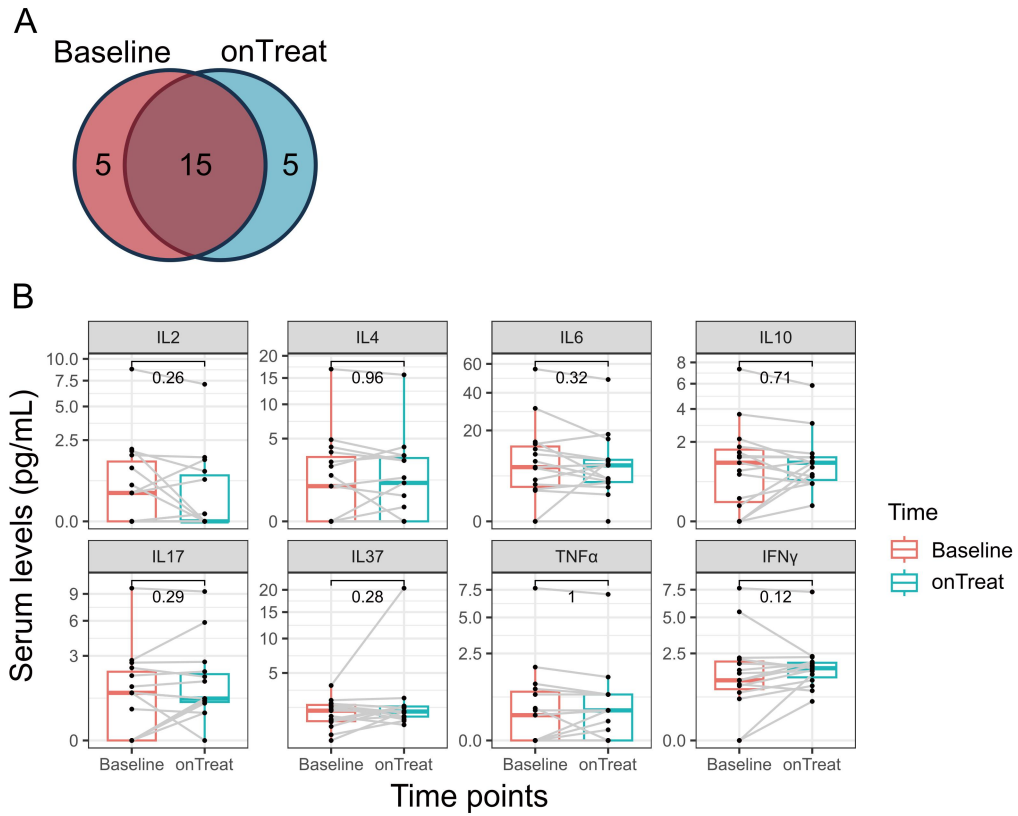 A
Baseline onTreat
5 15 5
B
Serum levels (pg/mL)
IL2 IL4 IL6 IL10
10.0 20 60 8
7.5 15 40 6
5.0 10 20 4
2.5 5 0 2
0.0 0 0
0.26 0.96 0.32 0.71
IL17 IL37 TNFα IFNγ
9 20 7.5 7.5
6 15 5.0 5.0
3 10 2.5 2.5
0 5 0.0 0.0
0.29 0.28 1 0.12
Baseline onTreat Baseline onTreat Baseline onTreat Baseline onTreat
Time points
Time
Baseline
onTreat